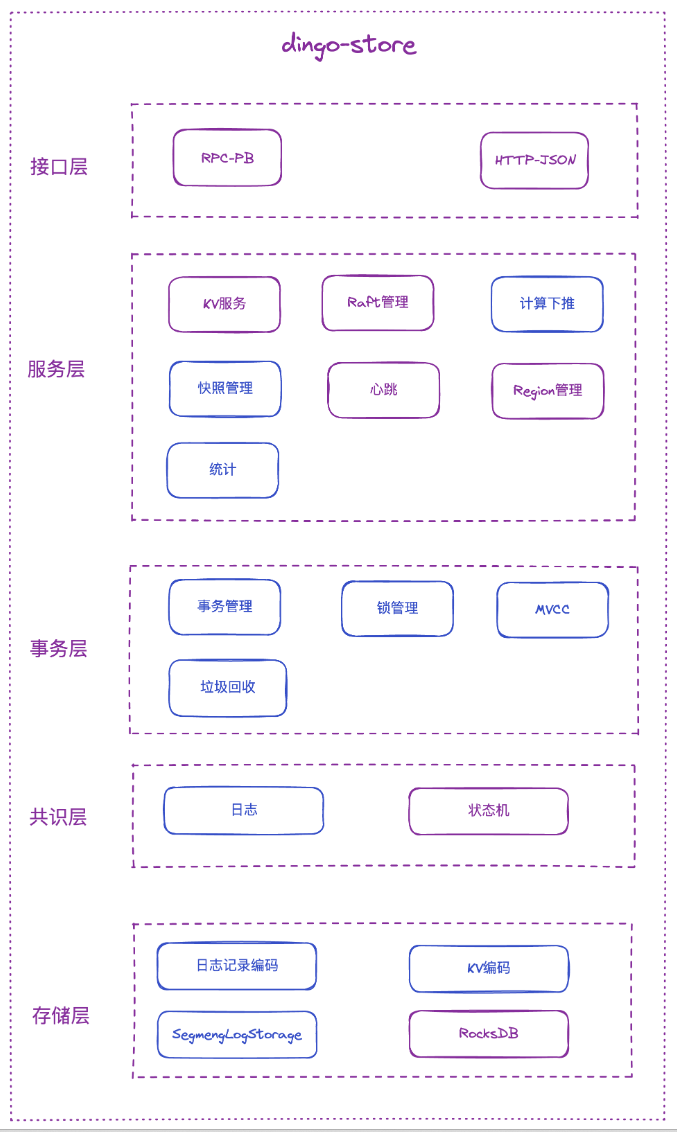 dingo-store
接口层
RPC-PB
HTTP-JSON
服务层
KV服务
Raft管理
计算下推
快照管理
心跳
Region管理
统计
事务层
事务管理
锁管理
MVCC
垃圾回收
共识层
日志
状态机
存储层
日志记录编码
KV编码
SegmengLogStorage
RocksDB